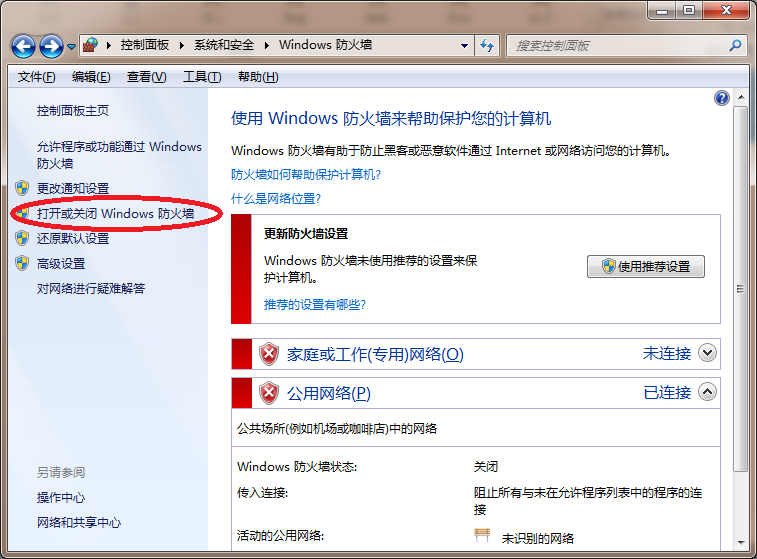 控制面板 ▸ 系统和安全 ▸ Windows 防火墙
搜索控制面板
文件(F) 编辑(E) 查看(V) 工具(T) 帮助(H)
控制面板主页
允许程序或功能通过 Windows
防火墙
更改通知设置
打开或关闭 Windows 防火墙
还原默认设置
高级设置
对网络进行疑难解答
另请参阅
操作中心
网络和共享中心
使用 Windows 防火墙来帮助保护您的计算机
Windows 防火墙有助于防止黑客或恶意软件通过 Internet 或网络访问您的计算机。
防火墙如何帮助保护计算机?
什么是网络位置?
更新防火墙设置
Windows 防火墙未使用推荐的设置来保
护计算机。
使用推荐设置
推荐的设置有哪些?
家庭或工作(专用)网络(O) 未连接
公用网络(P) 已连接
公共场所(例如机场或咖啡店)中的网络
Windows 防火墙状态: 关闭
传入连接: 阻止所有与未在允许程序列表中的程序的连
接
活动的公用网络: 未识别的网络